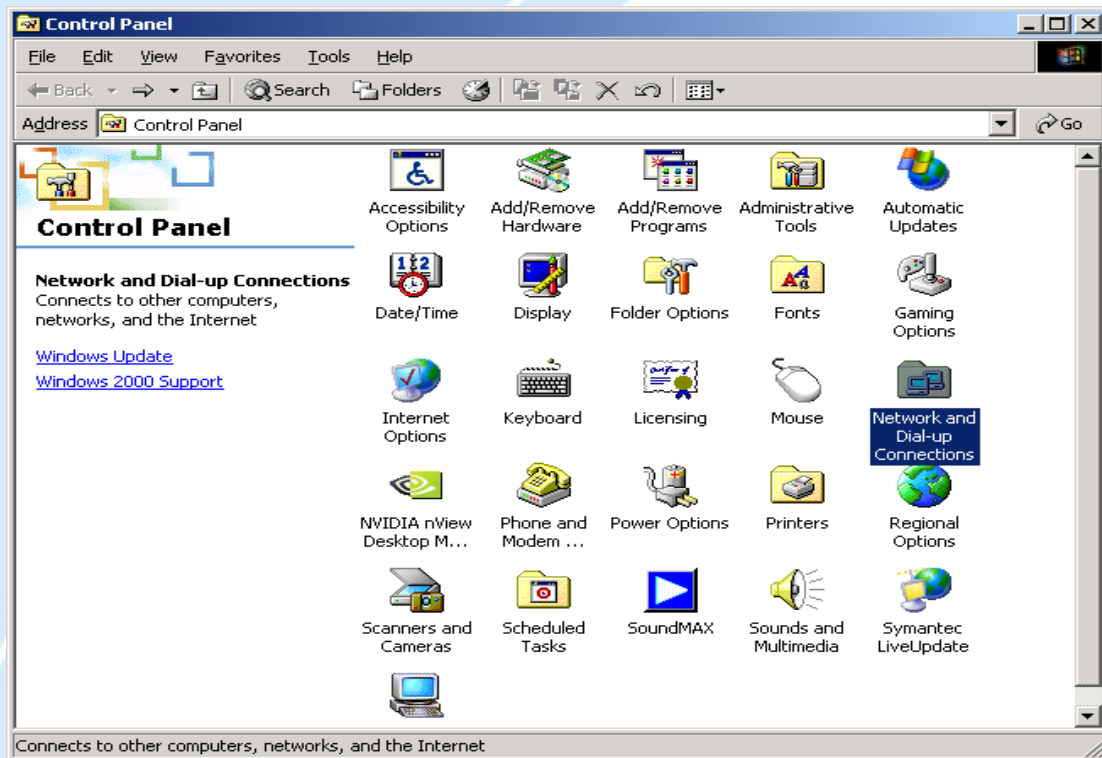 Control Panel
File Edit View Favorites Tools Help
Back Search Folders
Address Control Panel Go
Control Panel
Network and Dial-up Connections
Connects to other computers,
networks, and the Internet
Windows Update
Windows 2000 Support
Accessibility
Options
Add/Remove
Hardware
Add/Remove
Programs
Administrative
Tools
Automatic
Updates
Date/Time
Display
Folder Options
Fonts
Gaming
Options
Internet
Options
Keyboard
Licensing
Mouse
Network and
Dial-up
Connections
NVIDIA nView
Desktop M...
Phone and
Modem ...
Power Options
Printers
Regional
Options
Scanners and
Cameras
Scheduled
Tasks
SoundMAX
Sounds and
Multimedia
Symantec
LiveUpdate
Connects to other computers, networks, and the Internet